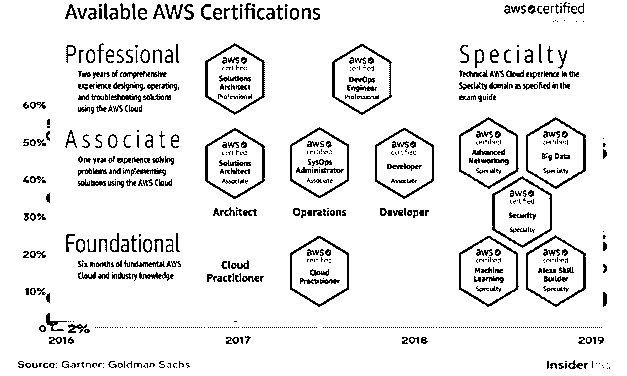 Available AWS Certifications
aws certified
Professional
Two years of comprehensive
experience designing, operating,
and troubleshooting solutions
using the AWS Cloud
aws
certified
Solutions
Architect
Professional
aws
certified
DevOps
Engineer
Professional
Specialty
Technical AWS Cloud experience in the
Specialty domain as specified in the
exam guide
60%
50%
40%
30%
20%
10%
0
2%
Associate
One year of experience solving
problems and implementing
solutions using the AWS Cloud
aws
certified
Solutions
Architect
Associate
aws
certified
SysOps
Administrator
Associate
aws
certified
Developer
Associate
Architect
Operations
Developer
aws
certified
Advanced
Networking
Specialty
aws
certified
Big Data
Specialty
aws
certified
Security
Specialty
Foundational
Six months of fundamental AWS
Cloud and industry knowledge
Cloud
Practitioner
aws
certified
Cloud
Practitioner
aws
certified
Machine
Learning
Specialty
aws
certified
Alexa Skill
Builder
Specialty
2016
2017
2018
2019
Source: Gartner; Goldman Sachs
Insider